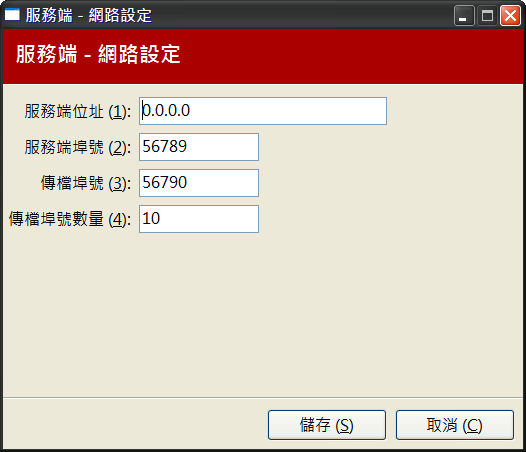 服務端 - 網路設定
服務端 - 網路設定
服務端位址 (1): 0.0.0.0
服務端埠號 (2): 56789
傳檔埠號 (3): 56790
傳檔埠號數量 (4): 10
儲存 (S) 取消 (C)